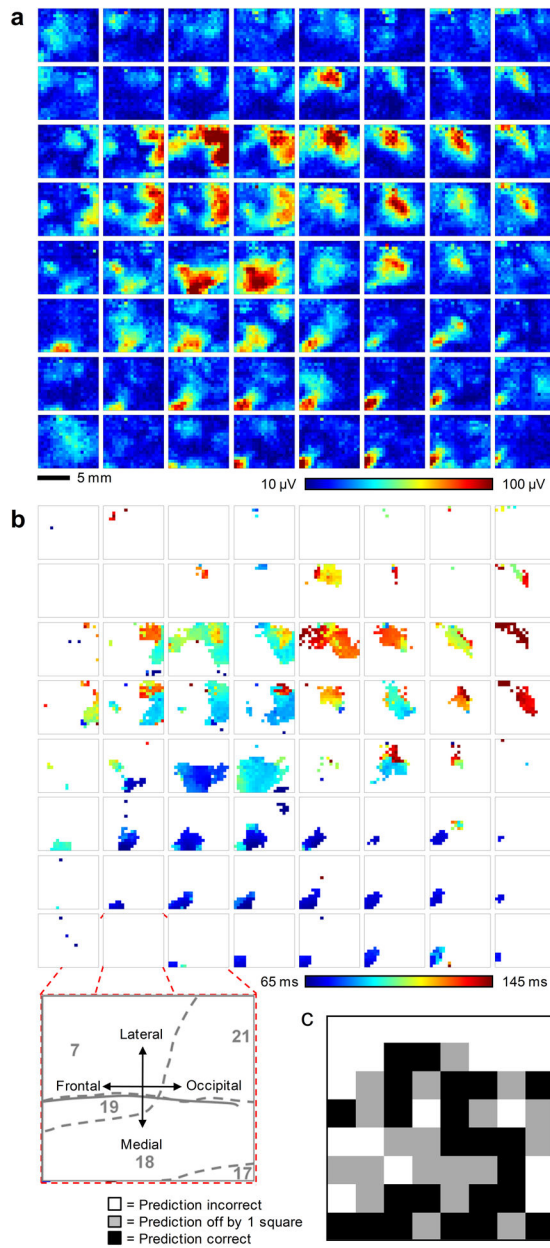 a
5 mm
10 µV
100 µV
b
65 ms
145 ms
7
21
Lateral
Frontal
Occipital
19
Medial
18
17
c
= Prediction incorrect
= Prediction off by 1 square
= Prediction correct